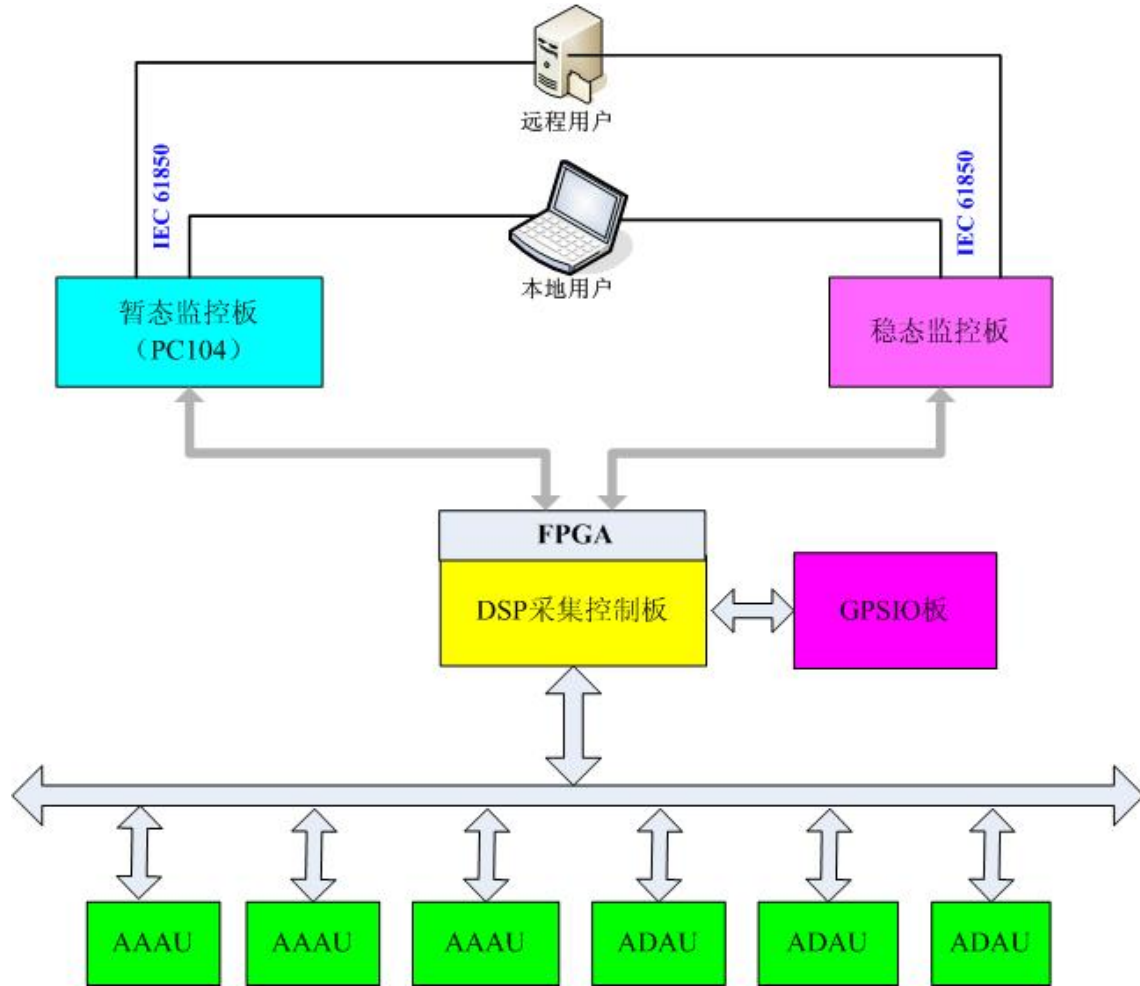 远程用户
IEC 61850
IEC 61850
本地用户
暂态监控板
（PC104）
稳态监控板
FPGA
DSP采集控制板
GPSIO板
AAAU
AAAU
AAAU
ADAU
ADAU
ADAU